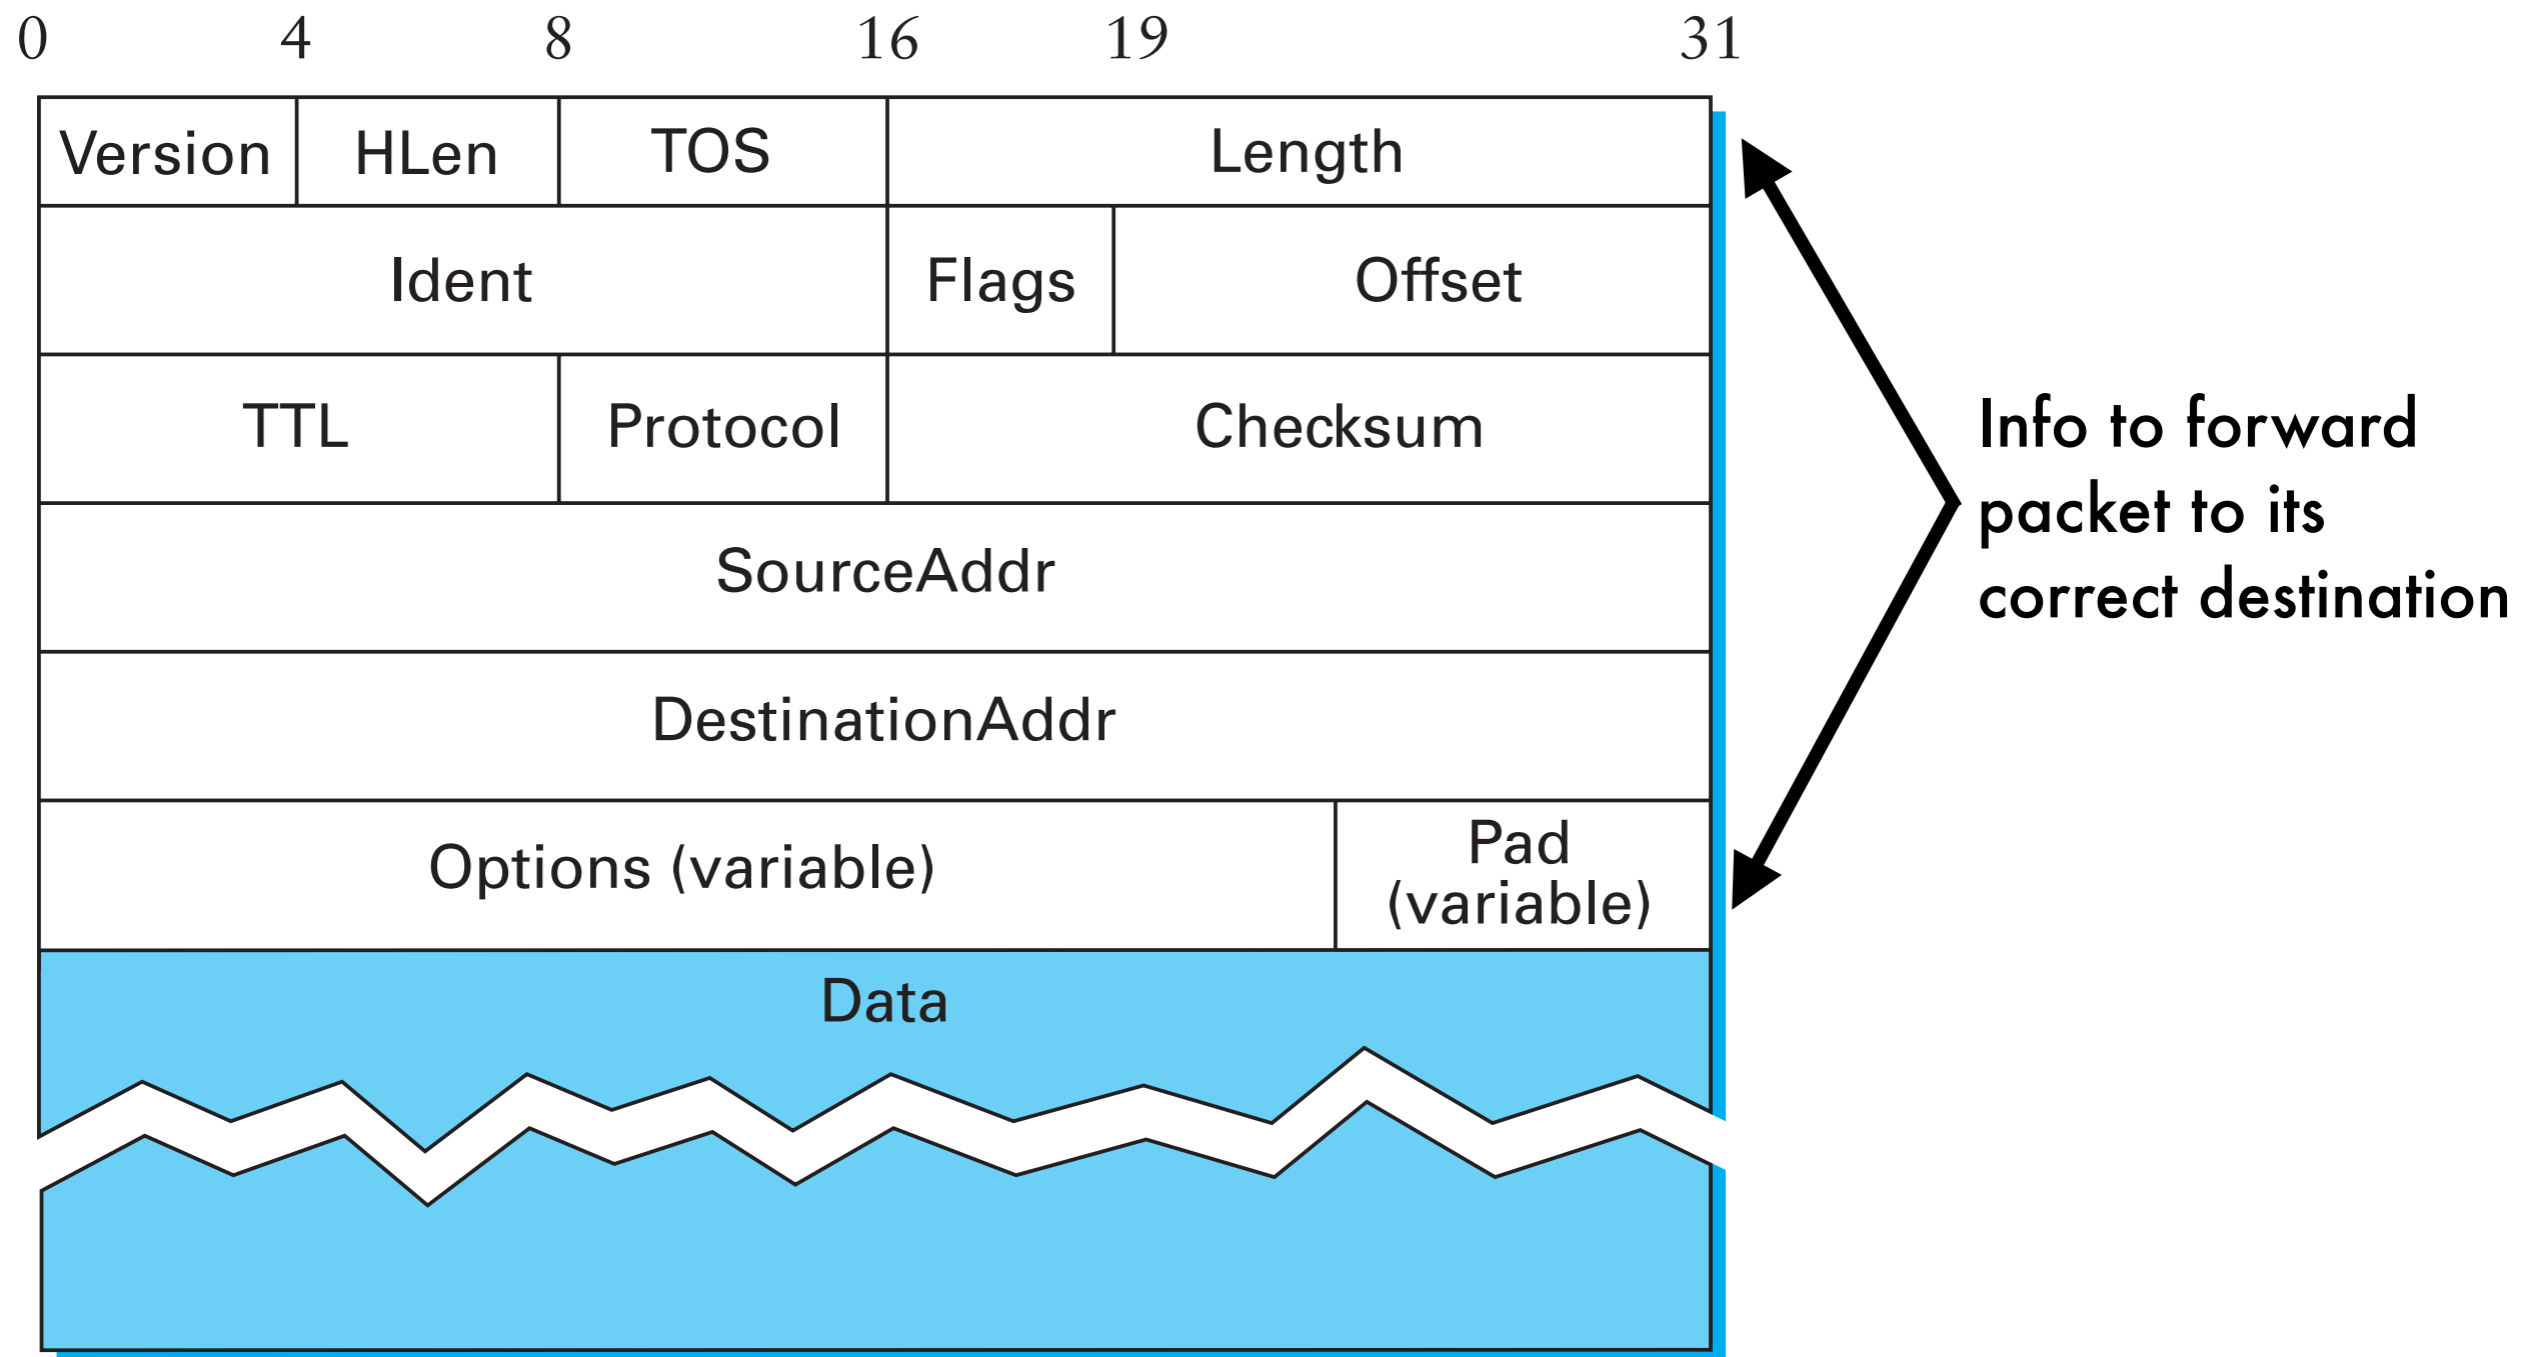 0 4 8 16 19 31
Version HLen TOS Length
Ident Flags Offset
TTL Protocol Checksum
SourceAddr
DestinationAddr
Options (variable) Pad
(variable)
Data
Info to forward
packet to its
correct destination